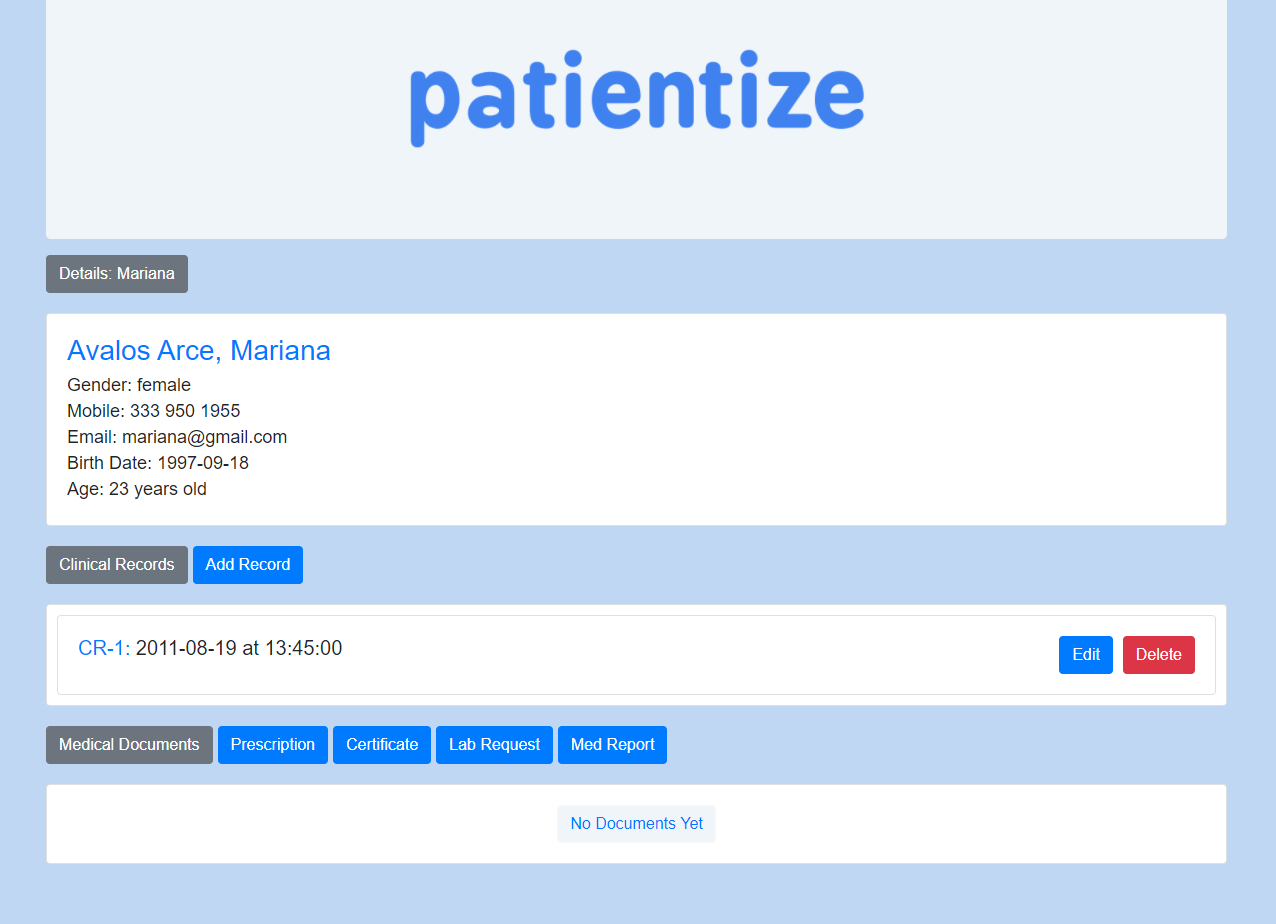 patientize
Details: Mariana
Avalos Arce, Mariana
Gender: female
Mobile: 333 950 1955
Email: mariana@gmail.com
Birth Date: 1997-09-18
Age: 23 years old
Clinical Records Add Record
CR-1: 2011-08-19 at 13:45:00 Edit Delete
Medical Documents Prescription Certificate Lab Request Med Report
No Documents Yet